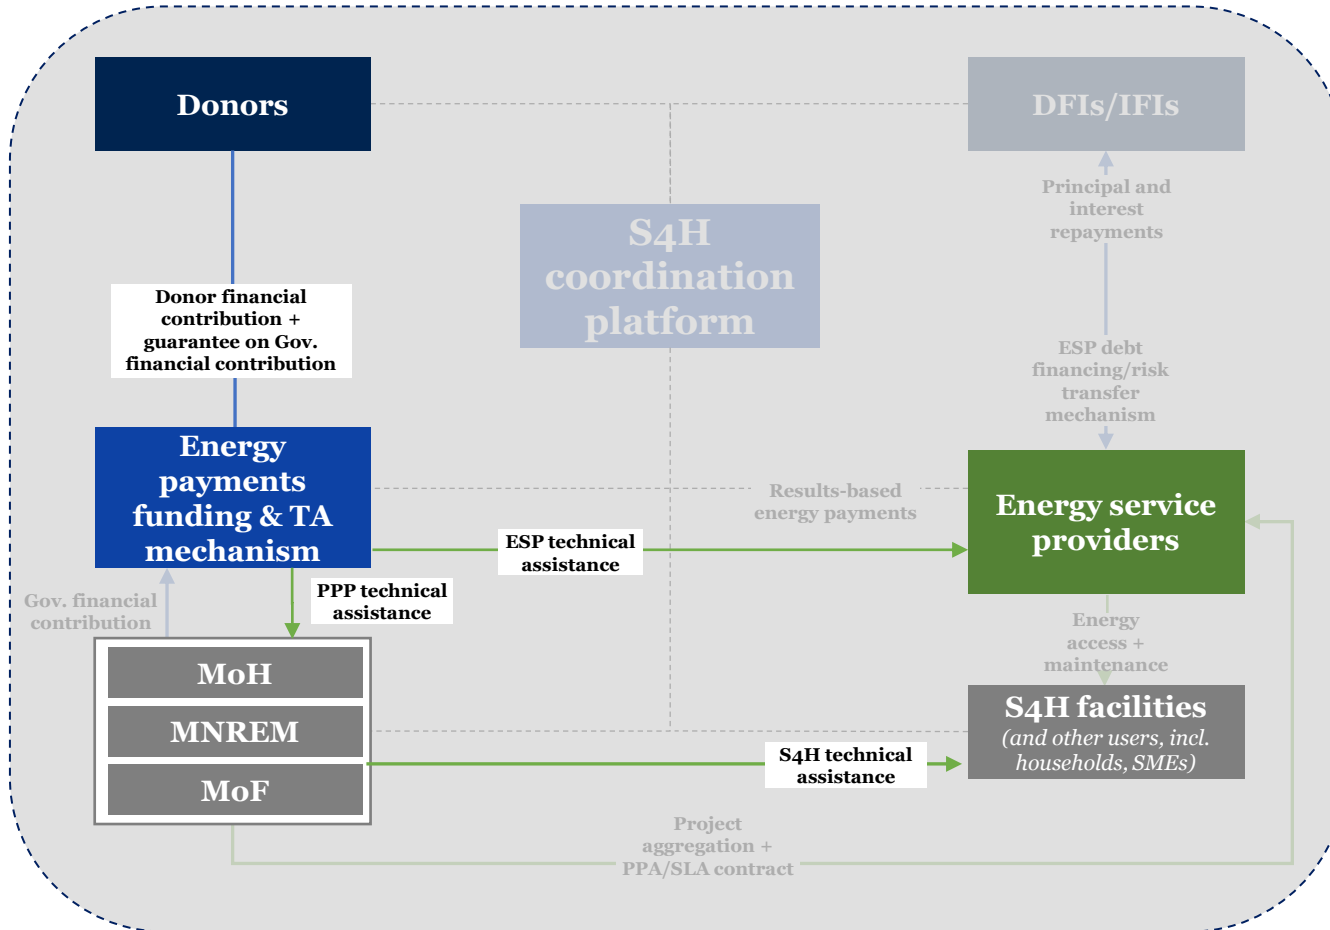 Donors
DFIs/IFIs
Principal and
interest
repayments
S4H
coordination
platform
Donor financial
contribution +
guarantee on Gov.
financial contribution
ESP debt
financing/risk
transfer
mechanism
Energy
payments
funding & TA
mechanism
Results-based
energy payments
Energy service
providers
ESP technical
assistance
PPP technical
assistance
Gov. financial
contribution
Energy
access +
maintenance
MoH
MNREM
MoF
S4H facilities
(and other users, incl.
households, SMEs)
S4H technical
assistance
Project
aggregation +
PPA/SLA contract